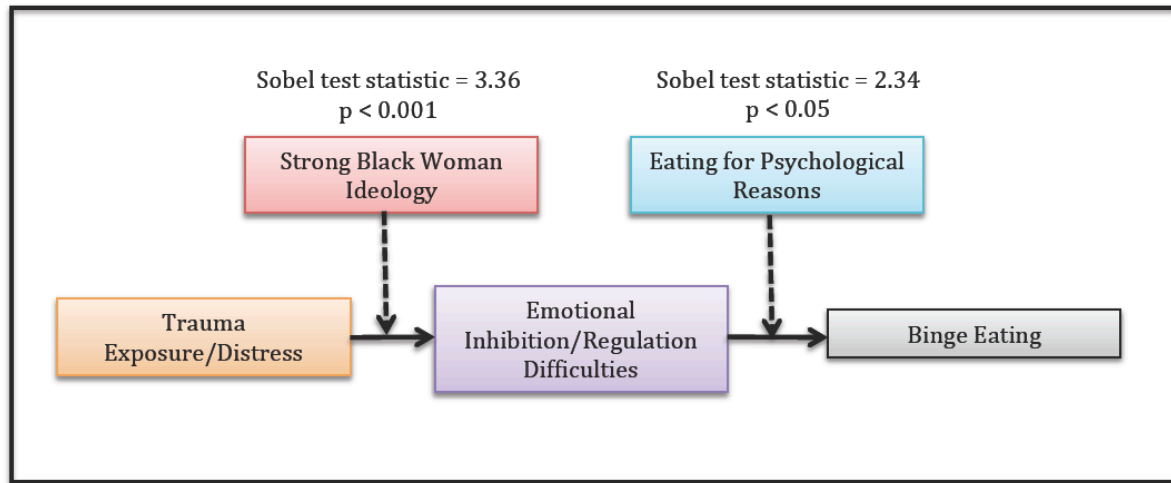 Sobel test statistic = 3.36
p < 0.001
Sobel test statistic = 2.34
p < 0.05
Strong Black Woman
Ideology
Eating for Psychological
Reasons
Trauma
Exposure/Distress
Emotional
Inhibition/Regulation
Difficulties
Binge Eating